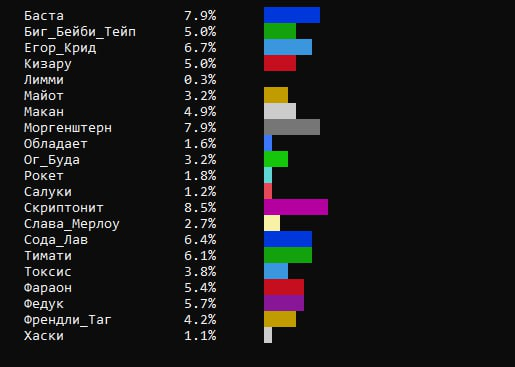 Баста 7.9%
Биг_Бейби_Тейп 5.0%
Егор_Крид 6.7%
Кизару 5.0%
Лимми 0.3%
Майот 3.2%
Макан 4.9%
Моргенштерн 7.9%
Обладает 1.6%
Ог_Буда 3.2%
Рокет 1.8%
Салуки 1.2%
Скриптонит 8.5%
Слава_Мерлоу 2.7%
Сода_Лав 6.4%
Тимати 6.1%
Токсис 3.8%
Фараон 5.4%
Федук 5.7%
Френдли_Таг 4.2%
Хаски 1.1%